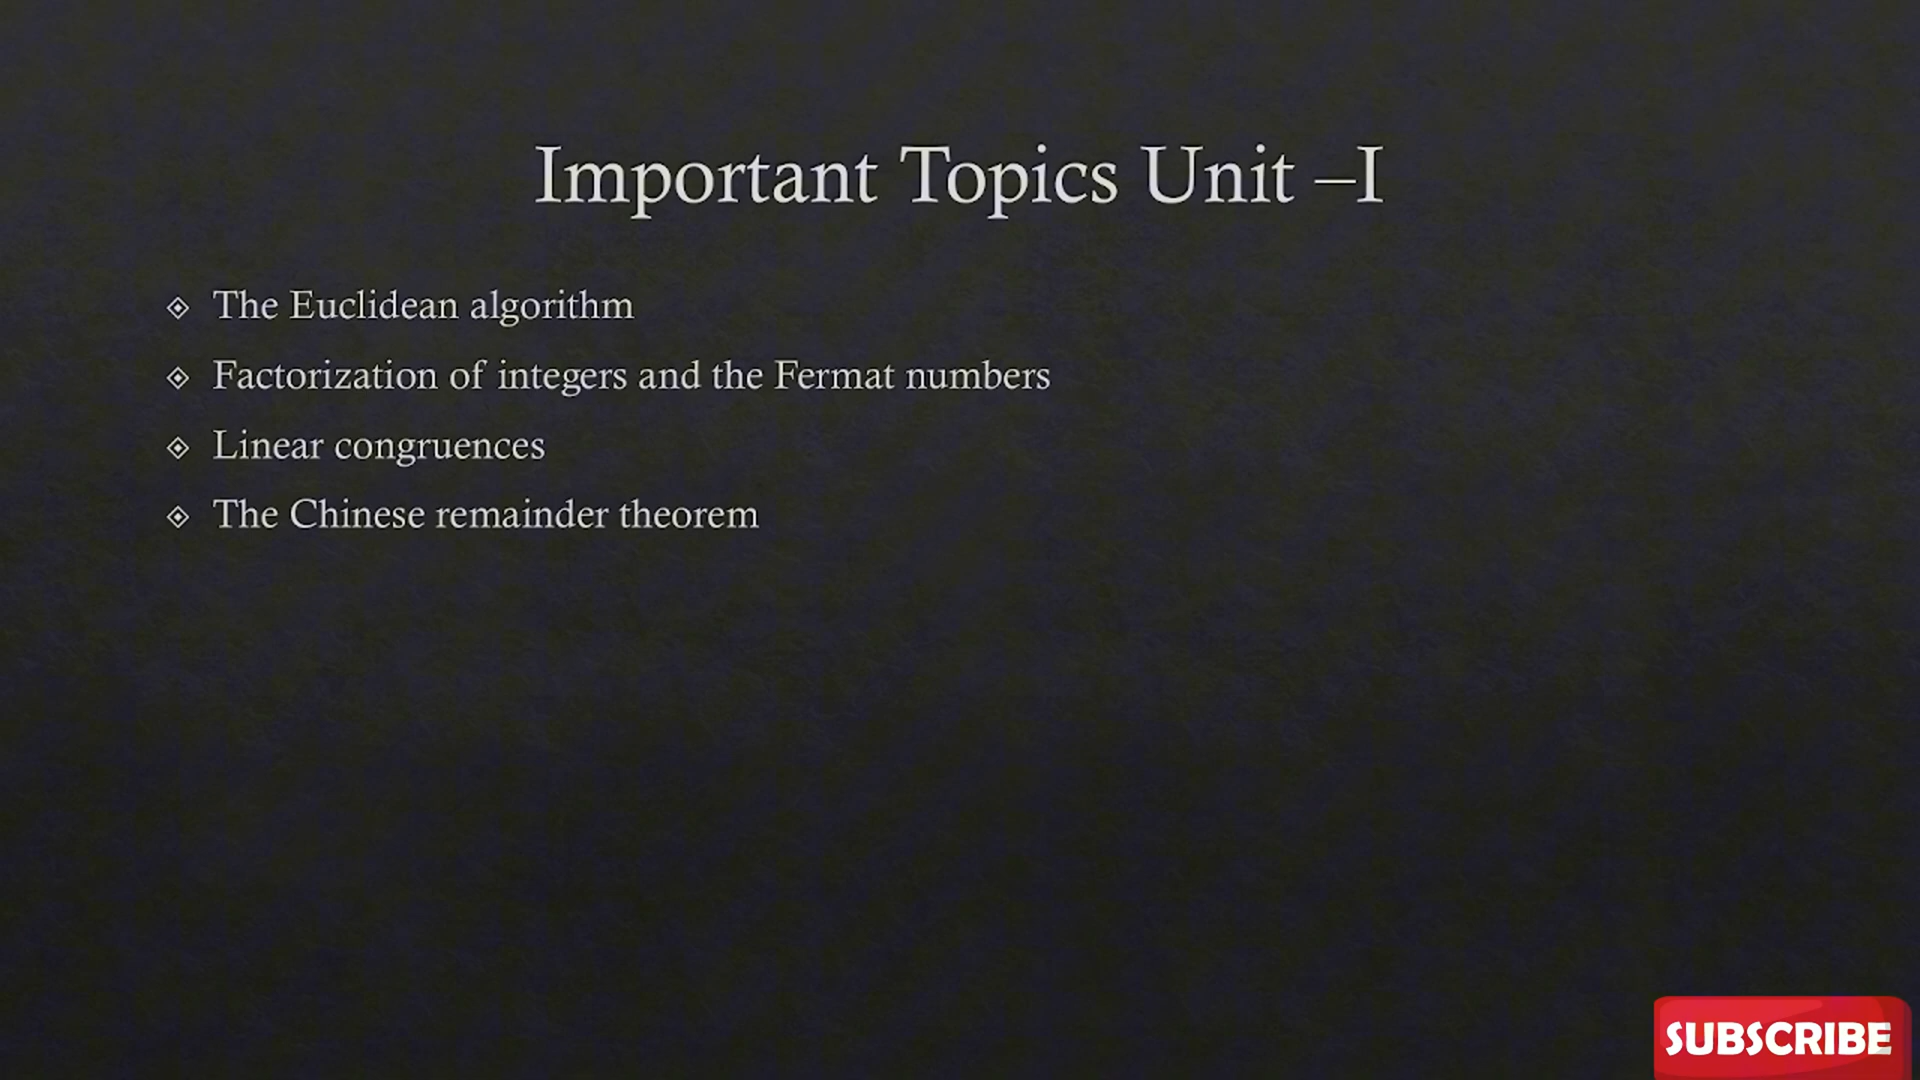 Important Topics Unit –I
The Euclidean algorithm
Factorization of integers and the Fermat numbers
Linear congruences
The Chinese remainder theorem
SUBSCRIBE